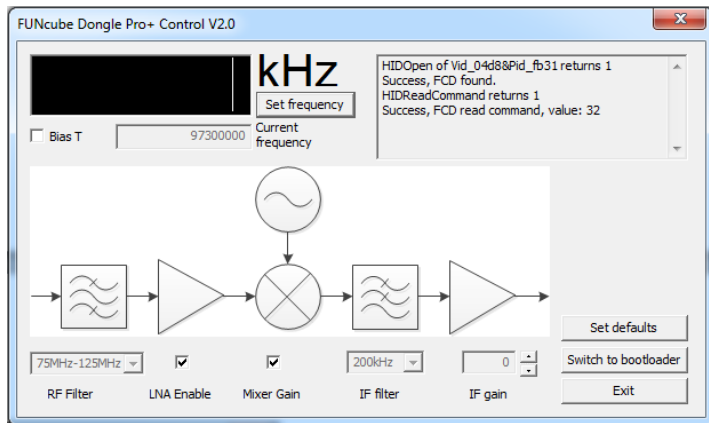 FUNcube Dongle Pro+ Control V2.0
kHz
Set frequency
Bias T
97300000
Current
frequency
HIDOpen of Vid_04d8&Pid_fb31 returns 1
Success, FCD found.
HIDReadCommand returns 1
Success, FCD read command, value: 32
Set defaults
75MHz-125MHz
200kHz
0
Switch to bootloader
RF Filter
LNA Enable
Mixer Gain
IF filter
IF gain
Exit